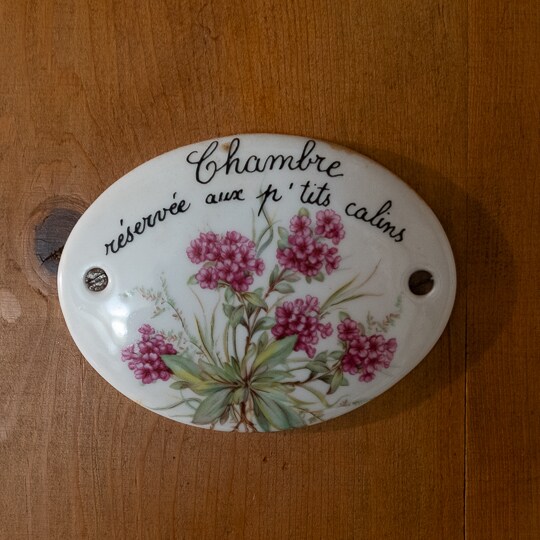 Chambre
réservée aux p'tits calins